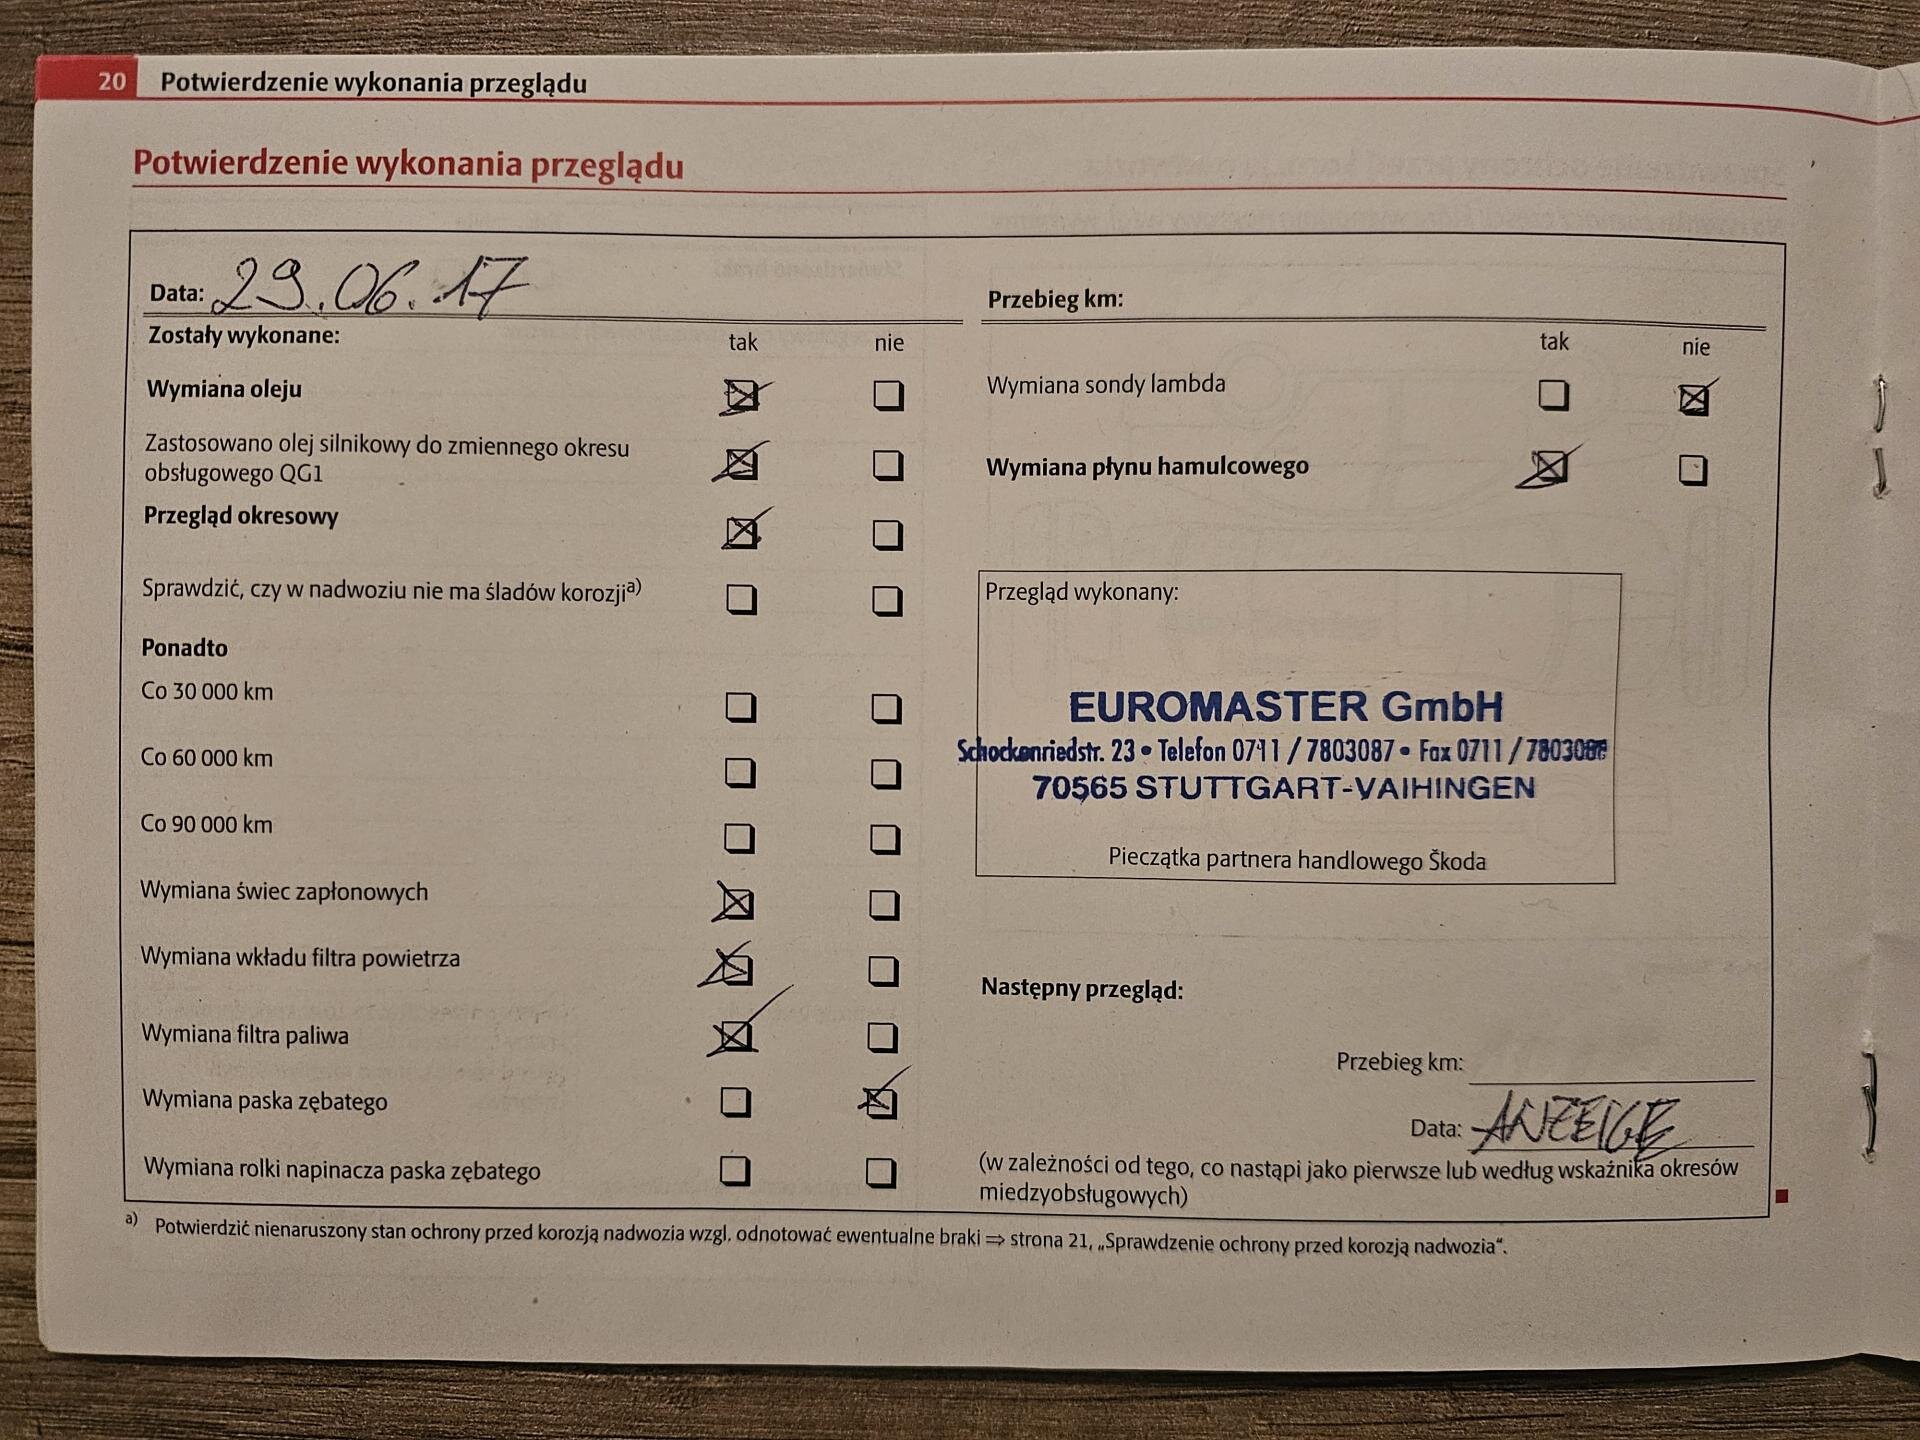 20 Potwierdzenie wykonania przeglądu
Potwierdzenie wykonania przeglądu
Data: 29.06.17
Zostały wykonane: tak nie
Wymiana oleju
Zastosowano olej silnikowy do zmiennego okresu
obsługowego QG1
Przegląd okresowy
Sprawdzić, czy w nadwoziu nie ma śladów korozji a)
Ponadto
Co 30 000 km
Co 60 000 km
Co 90 000 km
Wymiana świec zapłonowych
Wymiana wkładu filtra powietrza
Wymiana filtra paliwa
Wymiana paska zębatego
Wymiana rolki napinacza paska zębatego
Przebieg km:
tak nie
Wymiana sondy lambda
Wymiana płynu hamulcowego
Przegląd wykonany:
EUROMASTER GmbH
Schockenriedstr. 23 • Telefon 0711 / 7803087 • Fax 0711 /
70565 STUTTGART-VAIHINGEN
Pieczątka partnera handlowego Škoda
Następny przegląd:
Przebieg km:
Data: ANZEIGE
(w zależności od tego, co nastąpi jako pierwsze lub według wskaźnika okresów
miedzyobsługowych)
a) Potwierdzić nienaruszony stan ochrony przed korozją nadwozia wzgl. odnotować ewentualne braki ⇒ strona 21, „Sprawdzenie ochrony przed korozją nadwozia“.